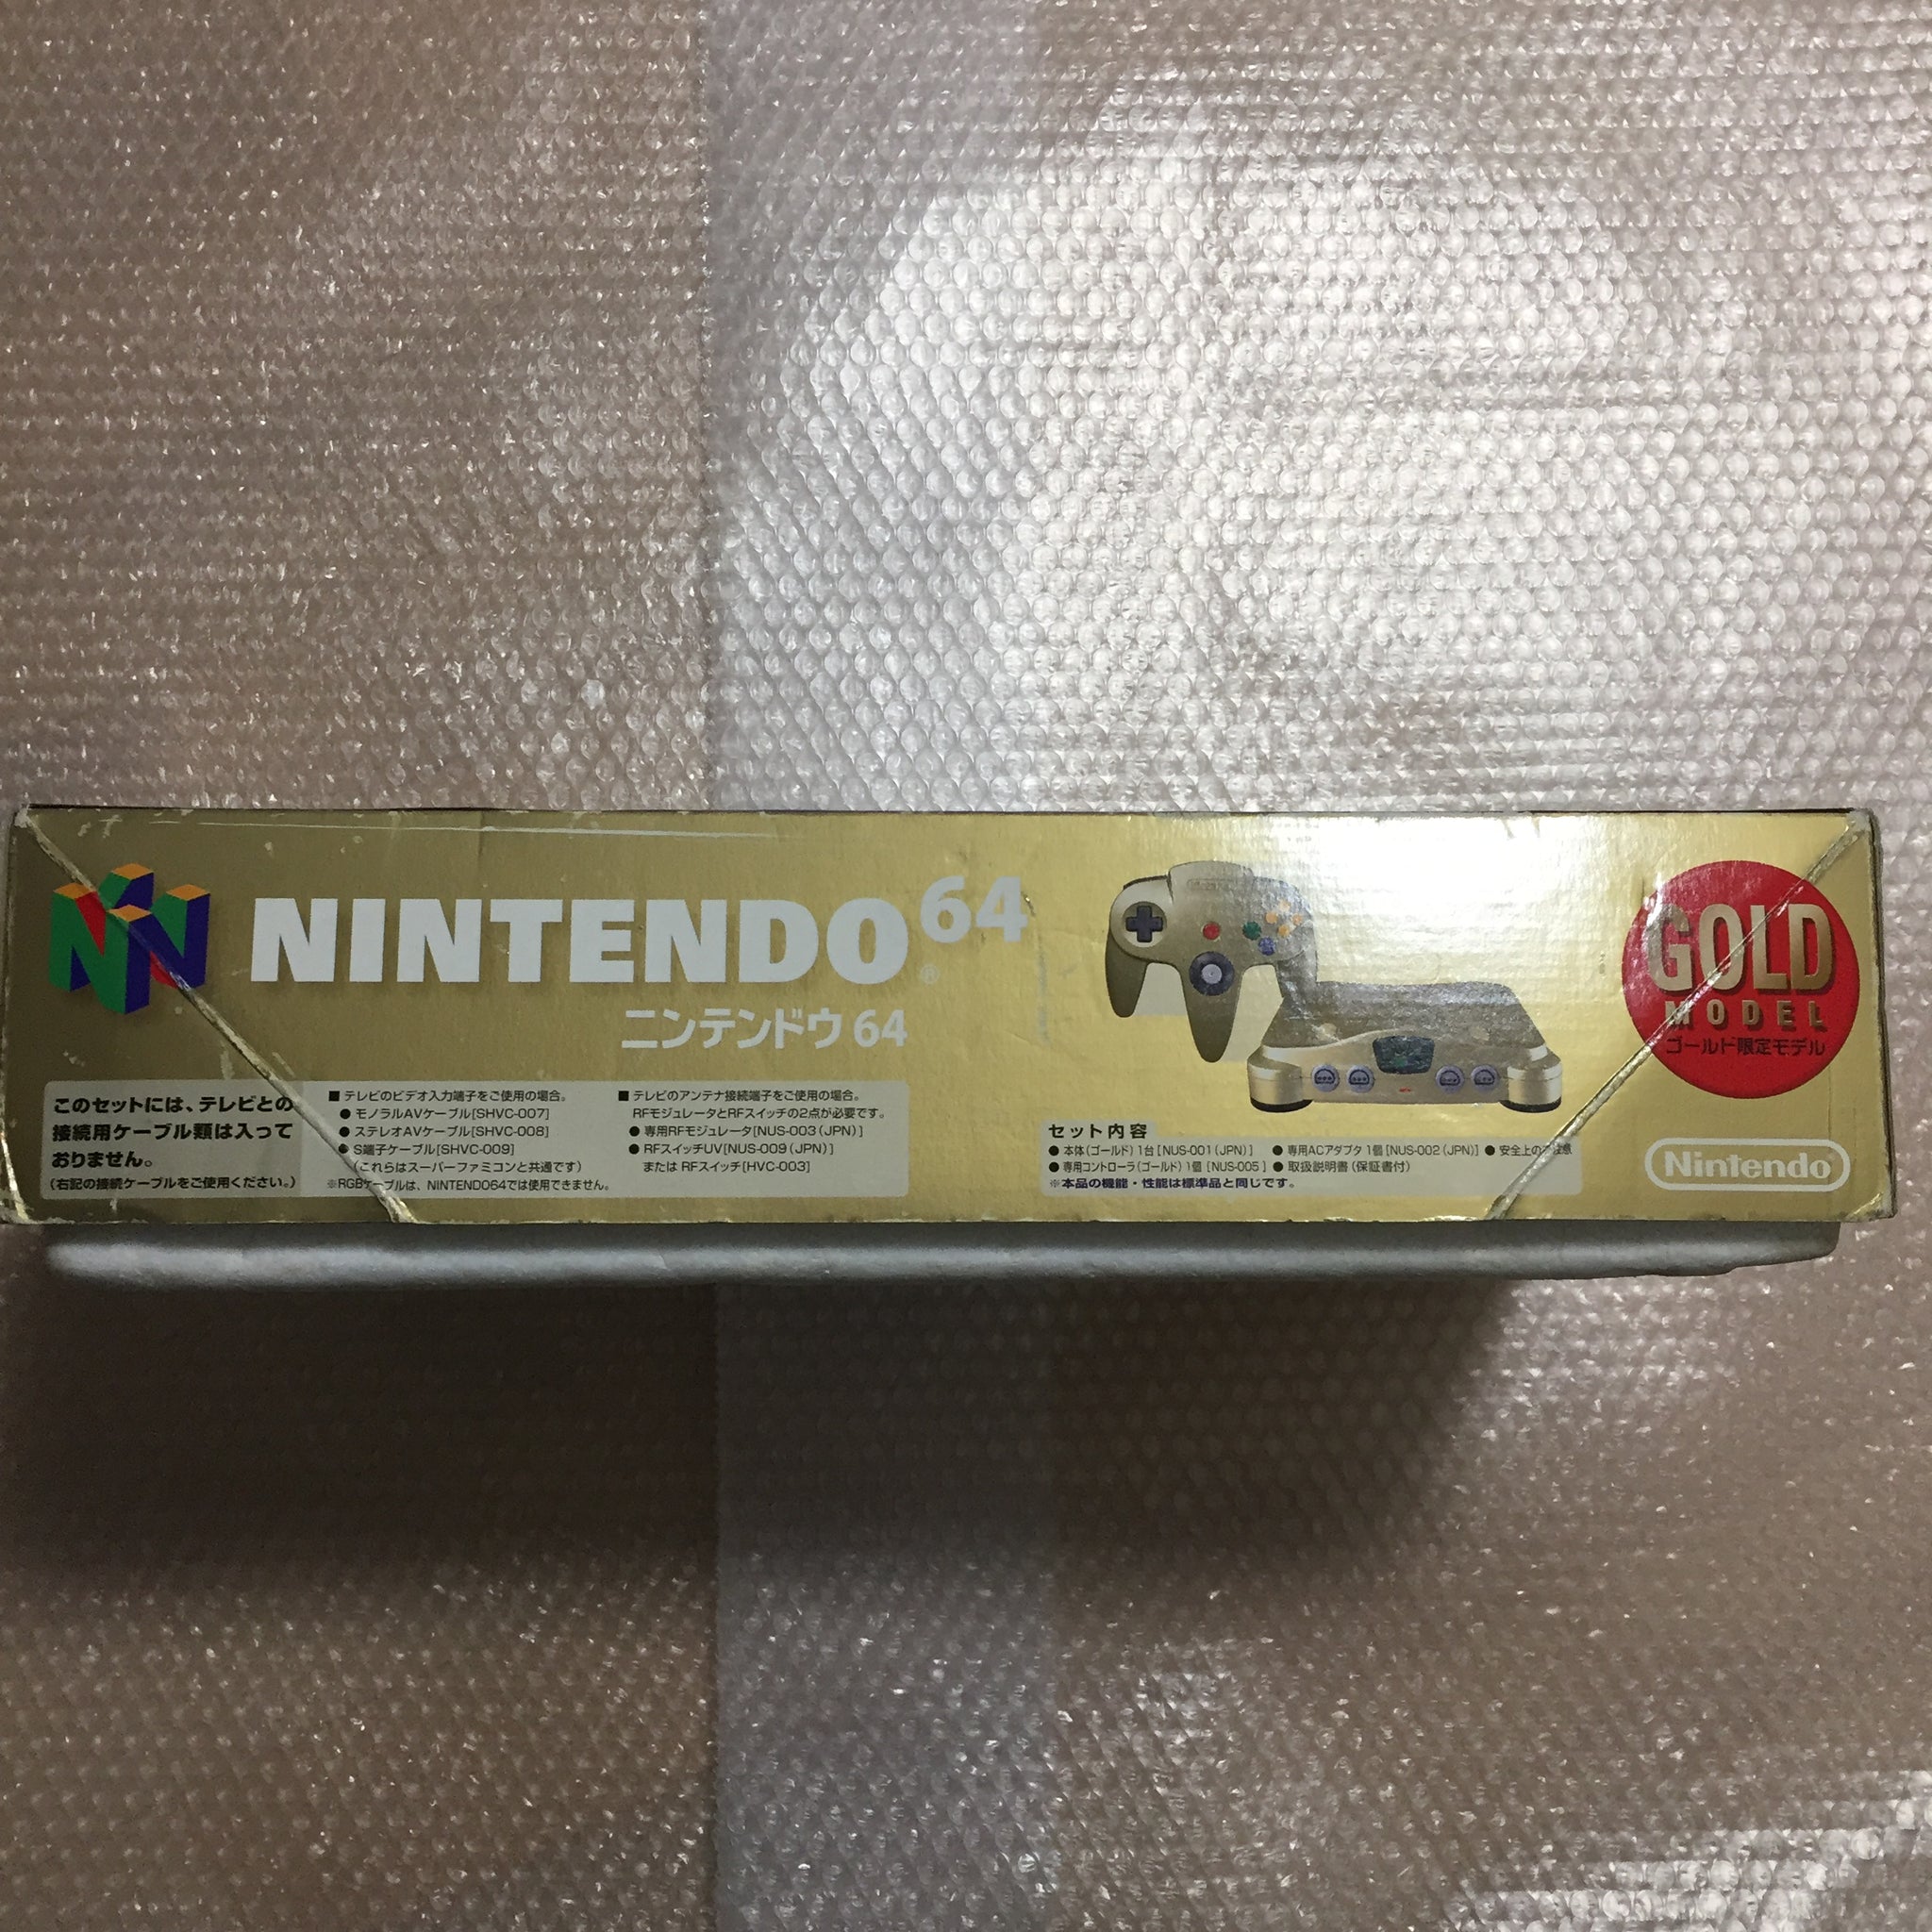 NINTENDO 64
®
ニンテンドウ64
このセットには、テレビとの
接続用ケーブル類は入って
おりません。
(右記の接続ケーブルをご使用ください。)
■ テレビのビデオ入力端子をご使用の場合。
● モノラルAVケーブル[SHVC-007]
● ステレオAVケーブル[SHVC-008]
● S端子ケーブル[SHVC-009]
(これらはスーパーファミコンと共通です)
※RGBケーブルは、NINTENDO64では使用できません。
■ テレビのアンテナ接続端子をご使用の場合。
RFモジュレータとRFスイッチの2点が必要です。
● 専用RFモジュレータ[NUS-003(JPN)]
● RFスイッチUV[NUS-009(JPN)]
または RFスイッチ[HVC-003]
セット内容
● 本体(ゴールド)1台[NUS-001(JPN)] ● 専用ACアダプタ 1個[NUS-002(JPN)] ● 安全上のご注意
● 専用コントローラ(ゴールド)1個[NUS-005] ● 取扱説明書(保証書付)
※本品の機能・性能は標準品と同じです。
GOLD
MODEL
ゴールド限定モデル
Nintendo